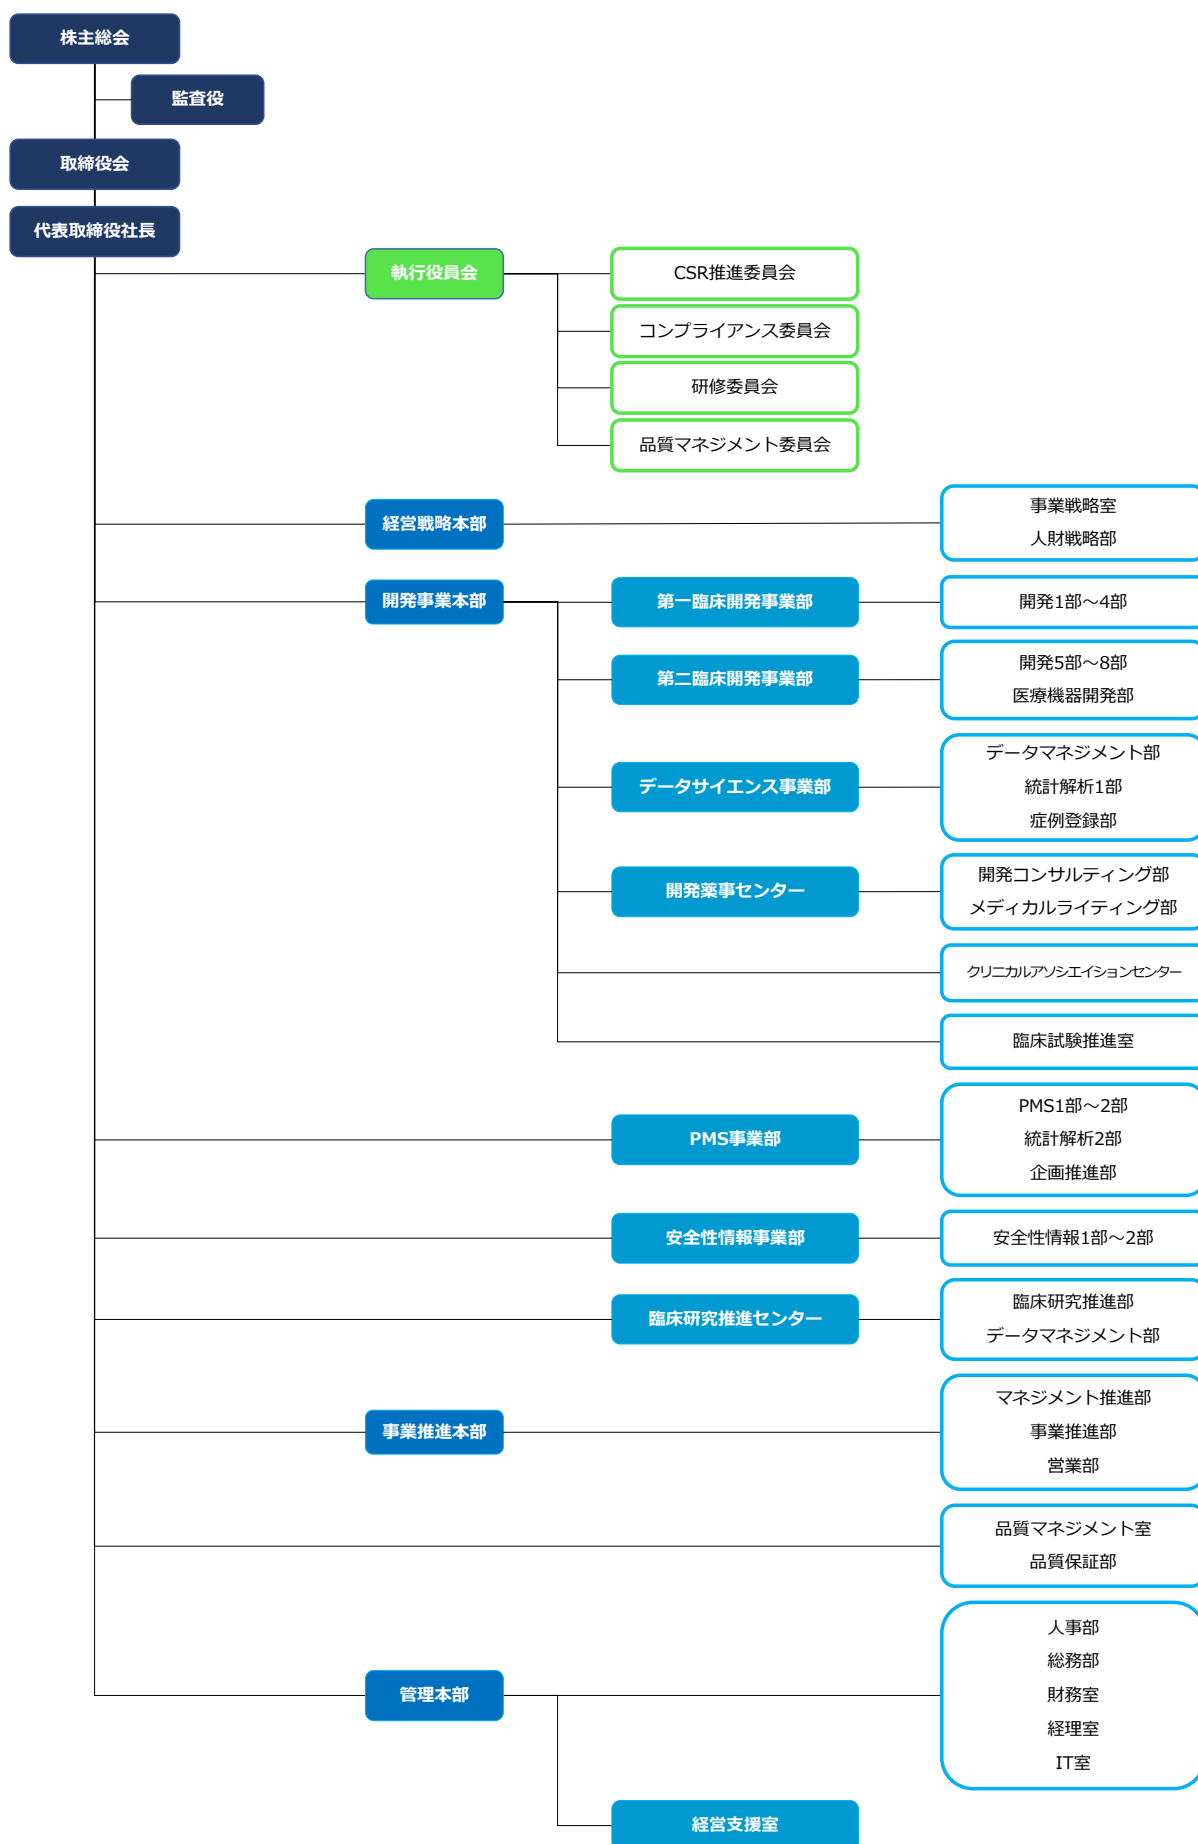 株主総会
監査役
取締役会
代表取締役社長
執行役員会
CSR推進委員会
コンプライアンス委員会
研修委員会
品質マネジメント委員会
経営戦略本部
事業戦略室
人財戦略部
開発事業本部
第一臨床開発事業部
開発1部～4部
第二臨床開発事業部
開発5部～8部
医療機器開発部
データサイエンス事業部
データマネジメント部
統計解析1部
症例登録部
開発薬事センター
開発コンサルティング部
メディカルライティング部
クリニカルアソシエイションセンター
臨床試験推進室
PMS事業部
PMS1部～2部
統計解析2部
企画推進部
安全性情報事業部
安全性情報1部～2部
臨床研究推進センター
臨床研究推進部
データマネジメント部
事業推進本部
マネジメント推進部
事業推進部
営業部
品質マネジメント室
品質保証部
管理本部
人事部
総務部
財務室
経理室
IT室
経営支援室